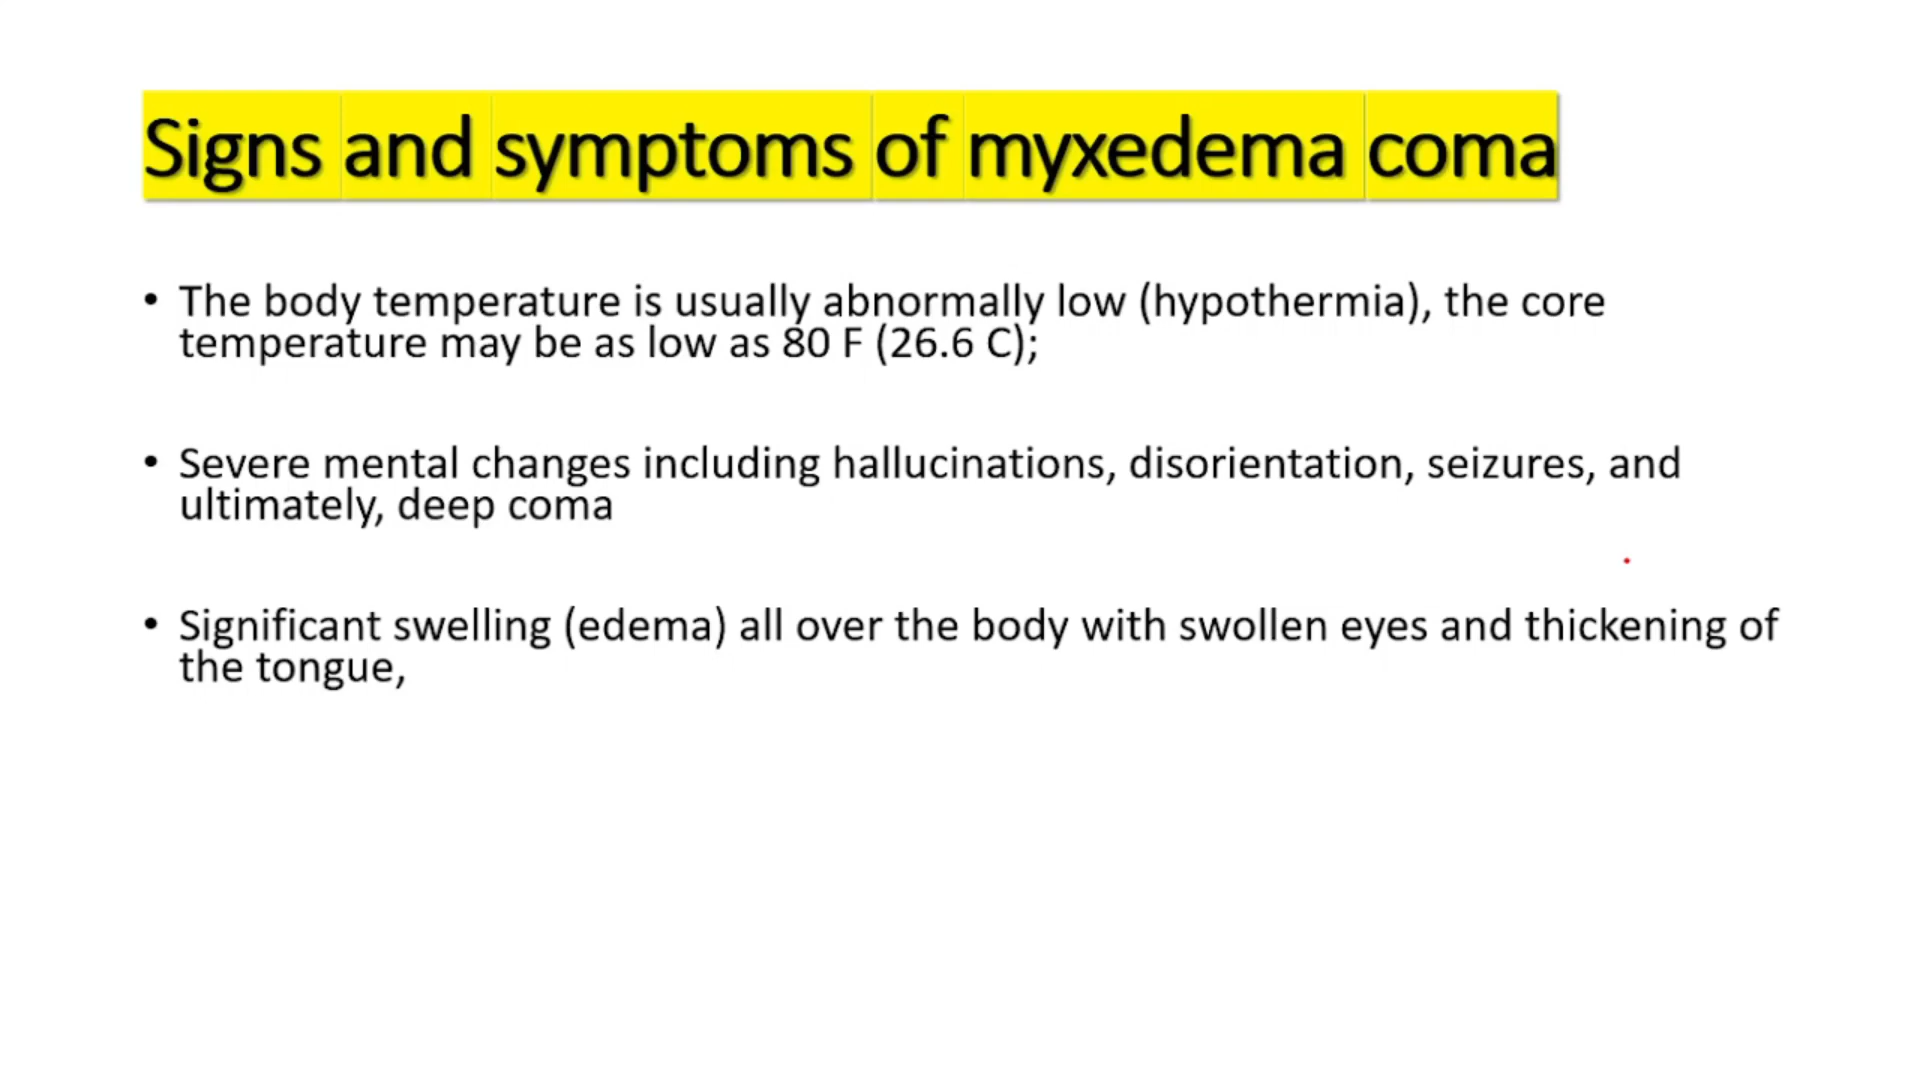 Signs and symptoms of myxedema coma
• The body temperature is usually abnormally low (hypothermia), the core
temperature may be as low as 80 F (26.6 C);
• Severe mental changes including hallucinations, disorientation, seizures, and
ultimately, deep coma
• Significant swelling (edema) all over the body with swollen eyes and thickening of
the tongue,